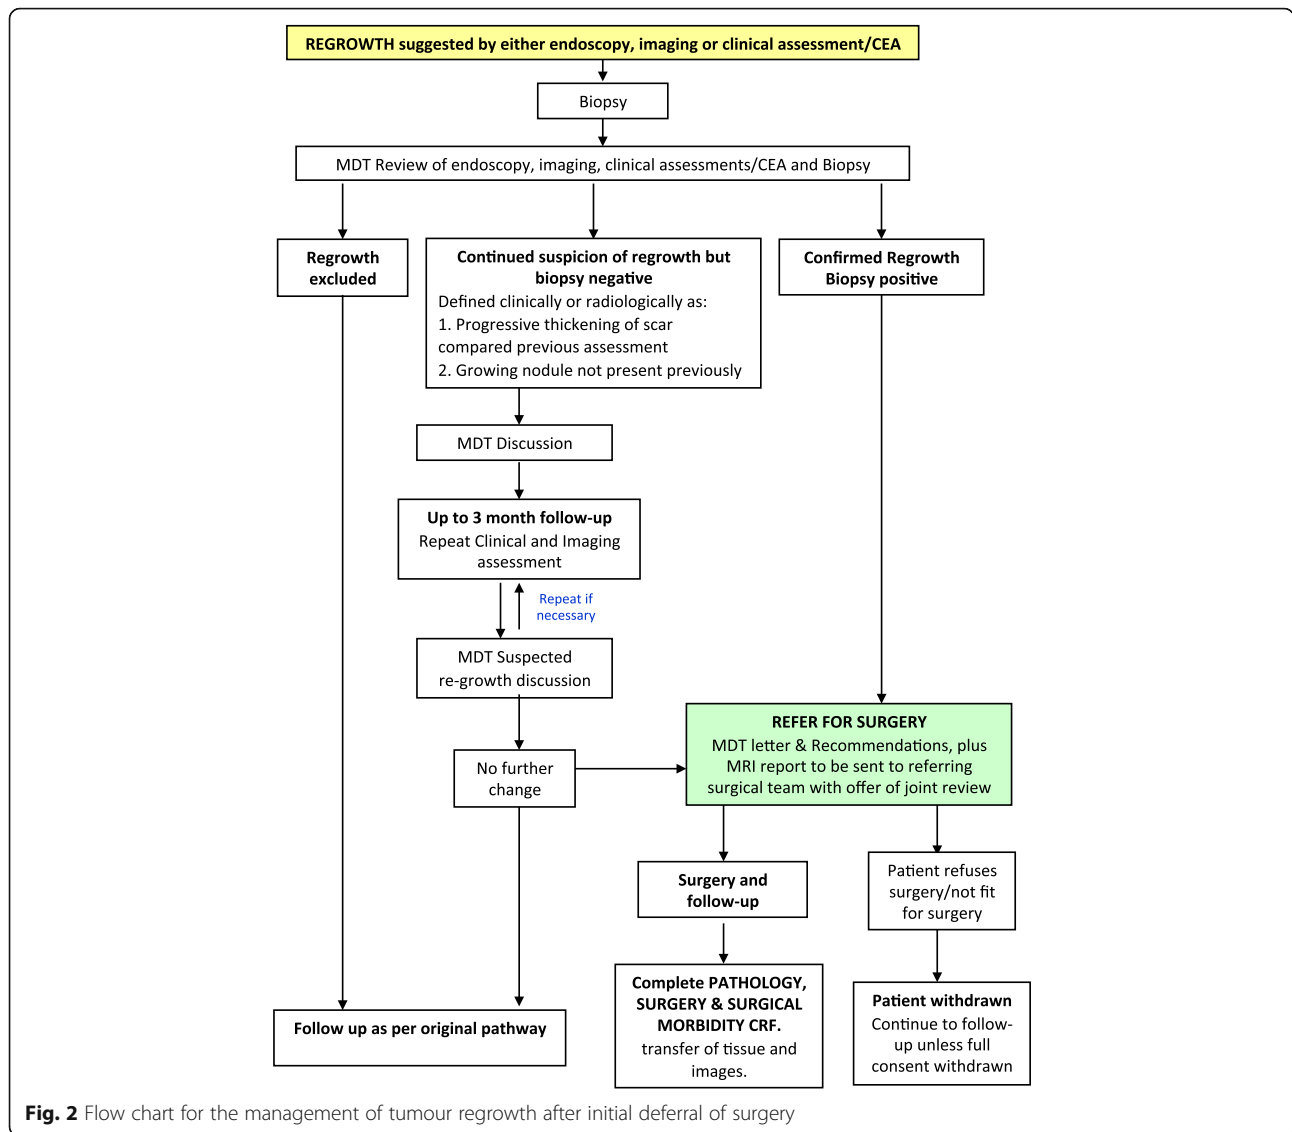 REGROWTH suggested by either endoscopy, imaging or clinical assessment/CEA
Biopsy
MDT Review of endoscopy, imaging, clinical assessments/CEA and Biopsy
Regrowth
excluded
Continued suspicion of regrowth but
biopsy negative
Defined clinically or radiologically as:
1. Progressive thickening of scar
compared previous assessment
2. Growing nodule not present previously
Confirmed Regrowth
Biopsy positive
MDT Discussion
Up to 3 month follow-up
Repeat Clinical and Imaging
assessment
Repeat if
necessary
MDT Suspected
re-growth discussion
No further
change
REFER FOR SURGERY
MDT letter & Recommendations, plus
MRI report to be sent to referring
surgical team with offer of joint review
Surgery and
follow-up
Patient refuses
surgery/not fit
for surgery
Complete PATHOLOGY,
SURGERY & SURGICAL
MORBIDITY CRF.
transfer of tissue and
images.
Patient withdrawn
Continue to follow-
up unless full
consent withdrawn
Follow up as per original pathway
Fig. 2 Flow chart for the management of tumour regrowth after initial deferral of surgery